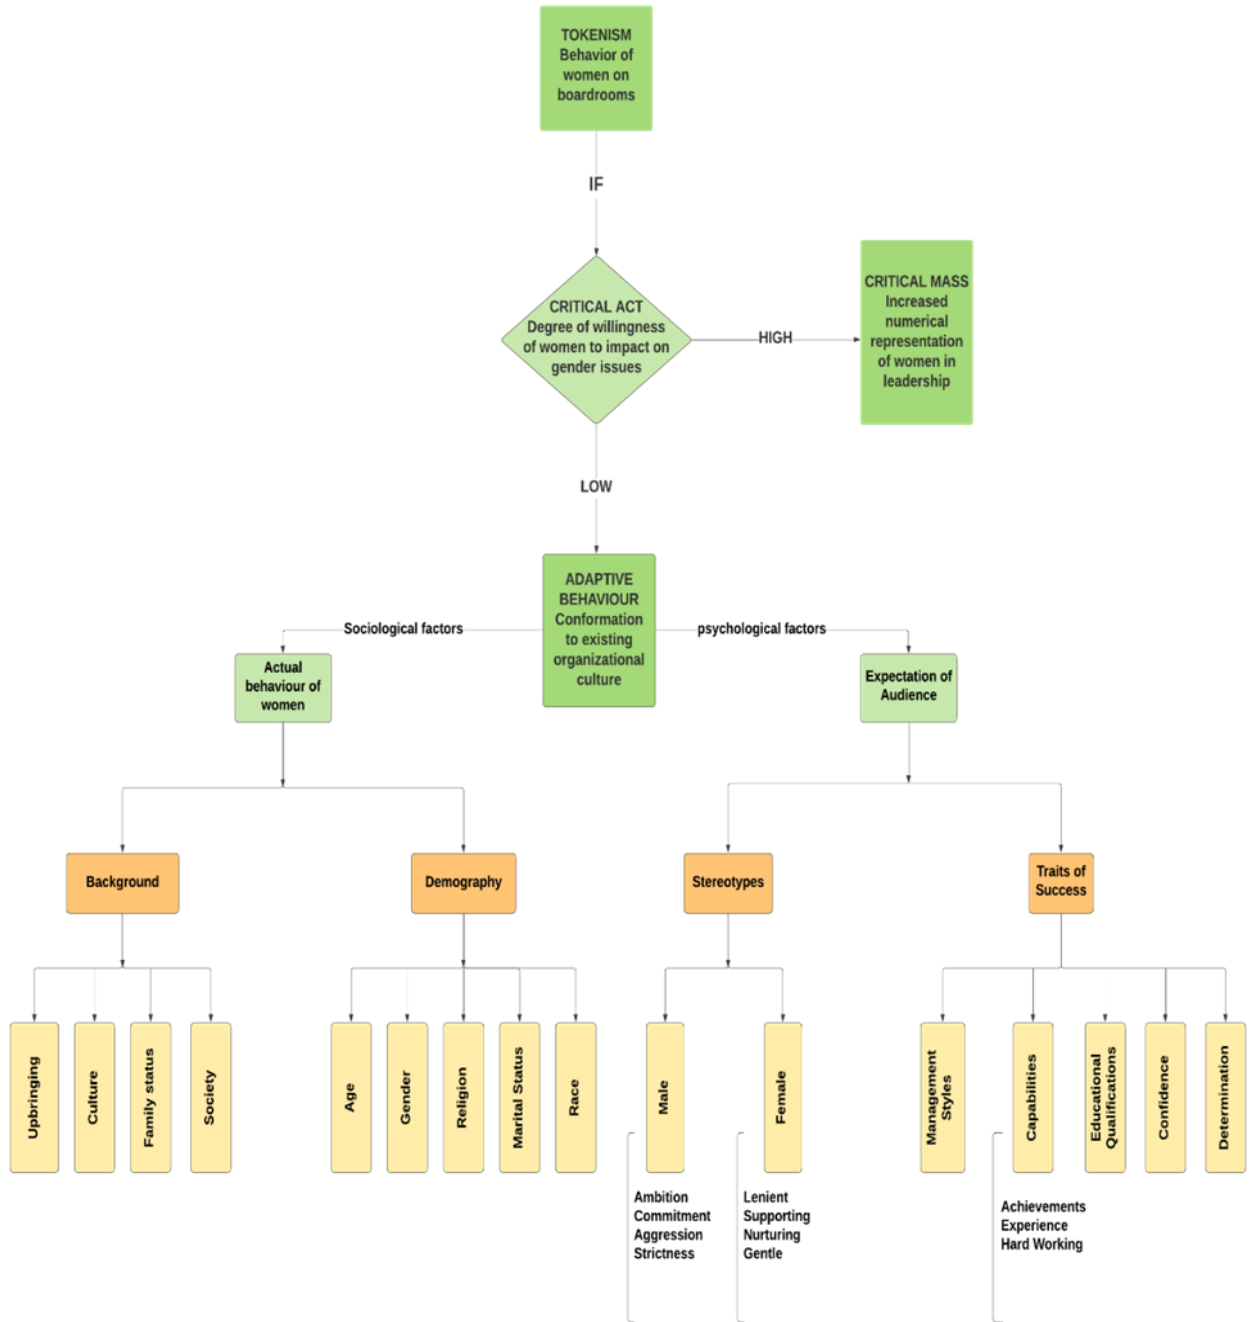 TOKENISM
Behavior of
women on
boardrooms
IF
CRITICAL ACT
Degree of willingness
of women to impact on
gender issues
HIGH
CRITICAL MASS
Increased
numerical
representation
of women in
leadership
LOW
ADAPTIVE
BEHAVIOUR
Conformation
to existing
organizational
culture
Sociological factors
psychological factors
Actual
behaviour of
women
Expectation of
Audience
Background
Demography
Stereotypes
Traits of
Success
Upbringing
Culture
Family status
Society
Age
Gender
Religion
Marital Status
Race
Male
Female
Management
Styles
Capabilities
Educational
Qualifications
Confidence
Determination
Ambition
Commitment
Aggression
Strictness
Lenient
Supporting
Nurturing
Gentle
Achievements
Experience
Hard Working